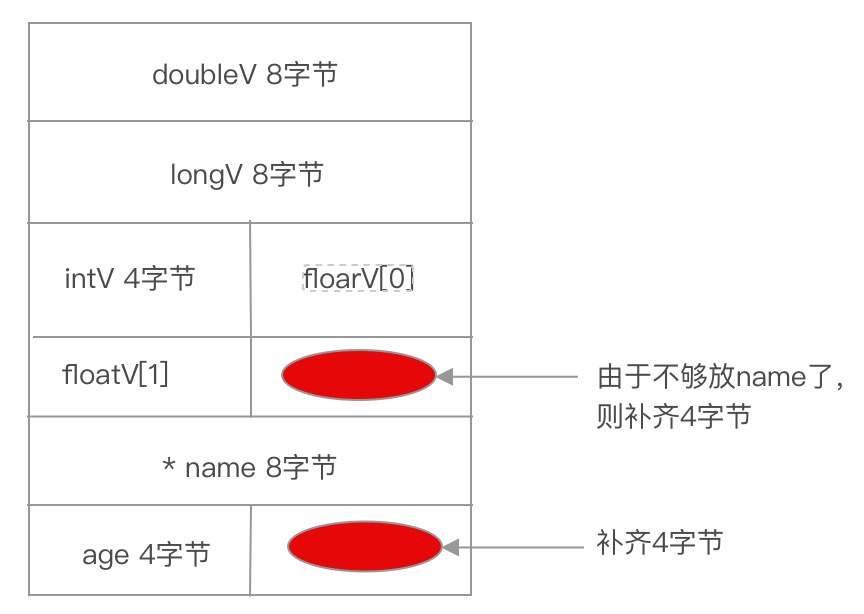 doubleV 8字节
longV 8字节
intV 4字节
floarV[0]
floatV[1]
由于不够放name了，
则补齐4字节
* name 8字节
age 4字节
补齐4字节